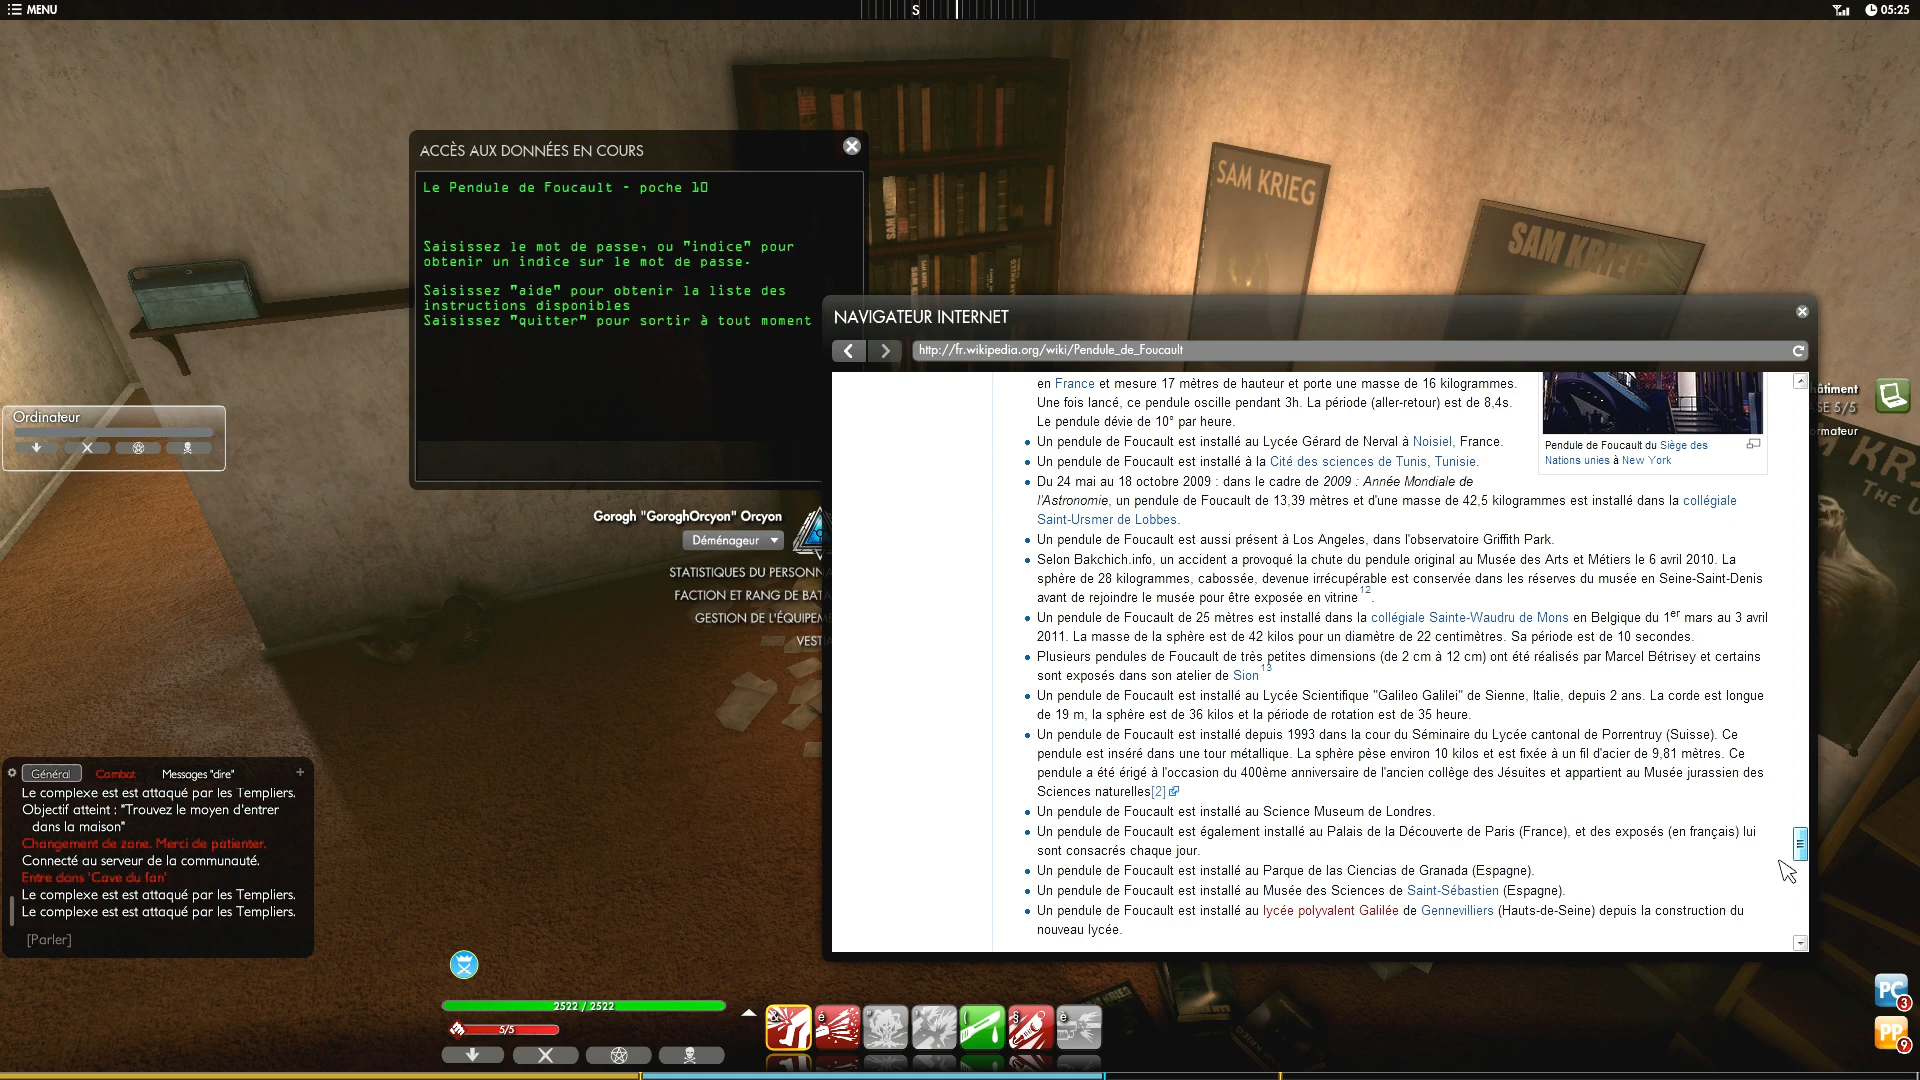 MENU
S
05:25
ACCÈS AUX DONNÉES EN COURS
Le Pendule de Foucault - poche 10
Saisissez le mot de passe, ou "indice" pour
obtenir un indice sur le mot de passe.
Saisissez "aide" pour obtenir la liste des
instructions disponibles
Saisissez "quitter" pour sortir à tout moment
SAM KRIEG
SAM KRIEG
NAVIGATEUR INTERNET
http://fr.wikipedia.org/wiki/Pendule_de_Foucault
en France et mesure 17 mètres de hauteur et porte une masse de 16 kilogrammes.
Une fois lancé, ce pendule oscille pendant 3h. La période (aller-retour) est de 8,4s.
Le pendule dévie de 10° par heure.
Un pendule de Foucault est installé au Lycée Gérard de Nerval à Noisiel, France.
Un pendule de Foucault est installé à la Cité des sciences de Tunis, Tunisie.
Du 24 mai au 18 octobre 2009 : dans le cadre de 2009 : Année Mondiale de
l'Astronomie, un pendule de Foucault de 13,39 mètres et d'une masse de 42,5 kilogrammes est installé dans la collégiale
Saint-Ursmer de Lobbes.
Un pendule de Foucault est aussi présent à Los Angeles, dans l'observatoire Griffith Park.
Selon Bakchich.info, un accident a provoqué la chute du pendule original au Musée des Arts et Métiers le 6 avril 2010. La
sphère de 28 kilogrammes, cabossée, devenue irrécupérable est conservée dans les réserves du musée en Seine-Saint-Denis
avant de rejoindre le musée pour être exposée en vitrine12.
Un pendule de Foucault de 25 mètres est installé dans la collégiale Sainte-Waudru de Mons en Belgique du 1er mars au 3 avril
2011. La masse de la sphère est de 42 kilos pour un diamètre de 22 centimètres. Sa période est de 10 secondes.
Plusieurs pendules de Foucault de très petites dimensions (de 2 cm à 12 cm) ont été réalisés par Marcel Bétrisey et certains
sont exposés dans son atelier de Sion13
Un pendule de Foucault est installé au Lycée Scientifique "Galileo Galilei" de Sienne, Italie, depuis 2 ans. La corde est longue
de 19 m, la sphère est de 36 kilos et la période de rotation est de 35 heure.
Un pendule de Foucault est installé depuis 1993 dans la cour du Séminaire du Lycée cantonal de Porrentruy (Suisse). Ce
pendule est inséré dans une tour métallique. La sphère pèse environ 10 kilos et est fixée à un fil d'acier de 9,81 mètres. Ce
pendule a été érigé à l'occasion du 400ème anniversaire de l'ancien collège des Jésuites et appartient au Musée jurassien des
Sciences naturelles[2]
Un pendule de Foucault est installé au Science Museum de Londres.
Un pendule de Foucault est également installé au Palais de la Découverte de Paris (France), et des exposés (en français) lui
sont consacrés chaque jour.
Un pendule de Foucault est installé au Parque de las Ciencias de Granada (Espagne).
Un pendule de Foucault est installé au Musée des Sciences de Saint-Sébastien (Espagne).
Un pendule de Foucault est installé au lycée polyvalent Galilée de Gennevilliers (Hauts-de-Seine) depuis la construction du
nouveau lycée.
Pendule de Foucault du Siège des
Nations unies à New York
âtiment
SE 5/5
rmateur
Ordinateur
Gorogh "GoroghOrcyon" Orcyon
Déménageur
STATISTIQUES DU PERSONN
FACTION ET RANG DE BAT
GESTION DE L'ÉQUIPEM
VESTI
Général Combat Messages "dire"
Le complexe est est attaqué par les Templiers.
Objectif atteint : "Trouvez le moyen d'entrer
dans la maison"
Changement de zone. Merci de patienter.
Connecté au serveur de la communauté.
Entre dans 'Cave du fan'
Le complexe est est attaqué par les Templiers.
Le complexe est est attaqué par les Templiers.
[Parler]
2522 / 2522
5/5
PC 3
PP 9